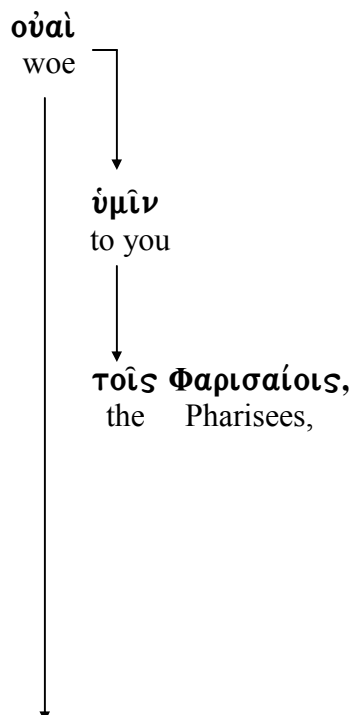 οὐαὶ
woe
ὑμῖν
to you
τοῖς Φαρισαίοις,
the Pharisees,